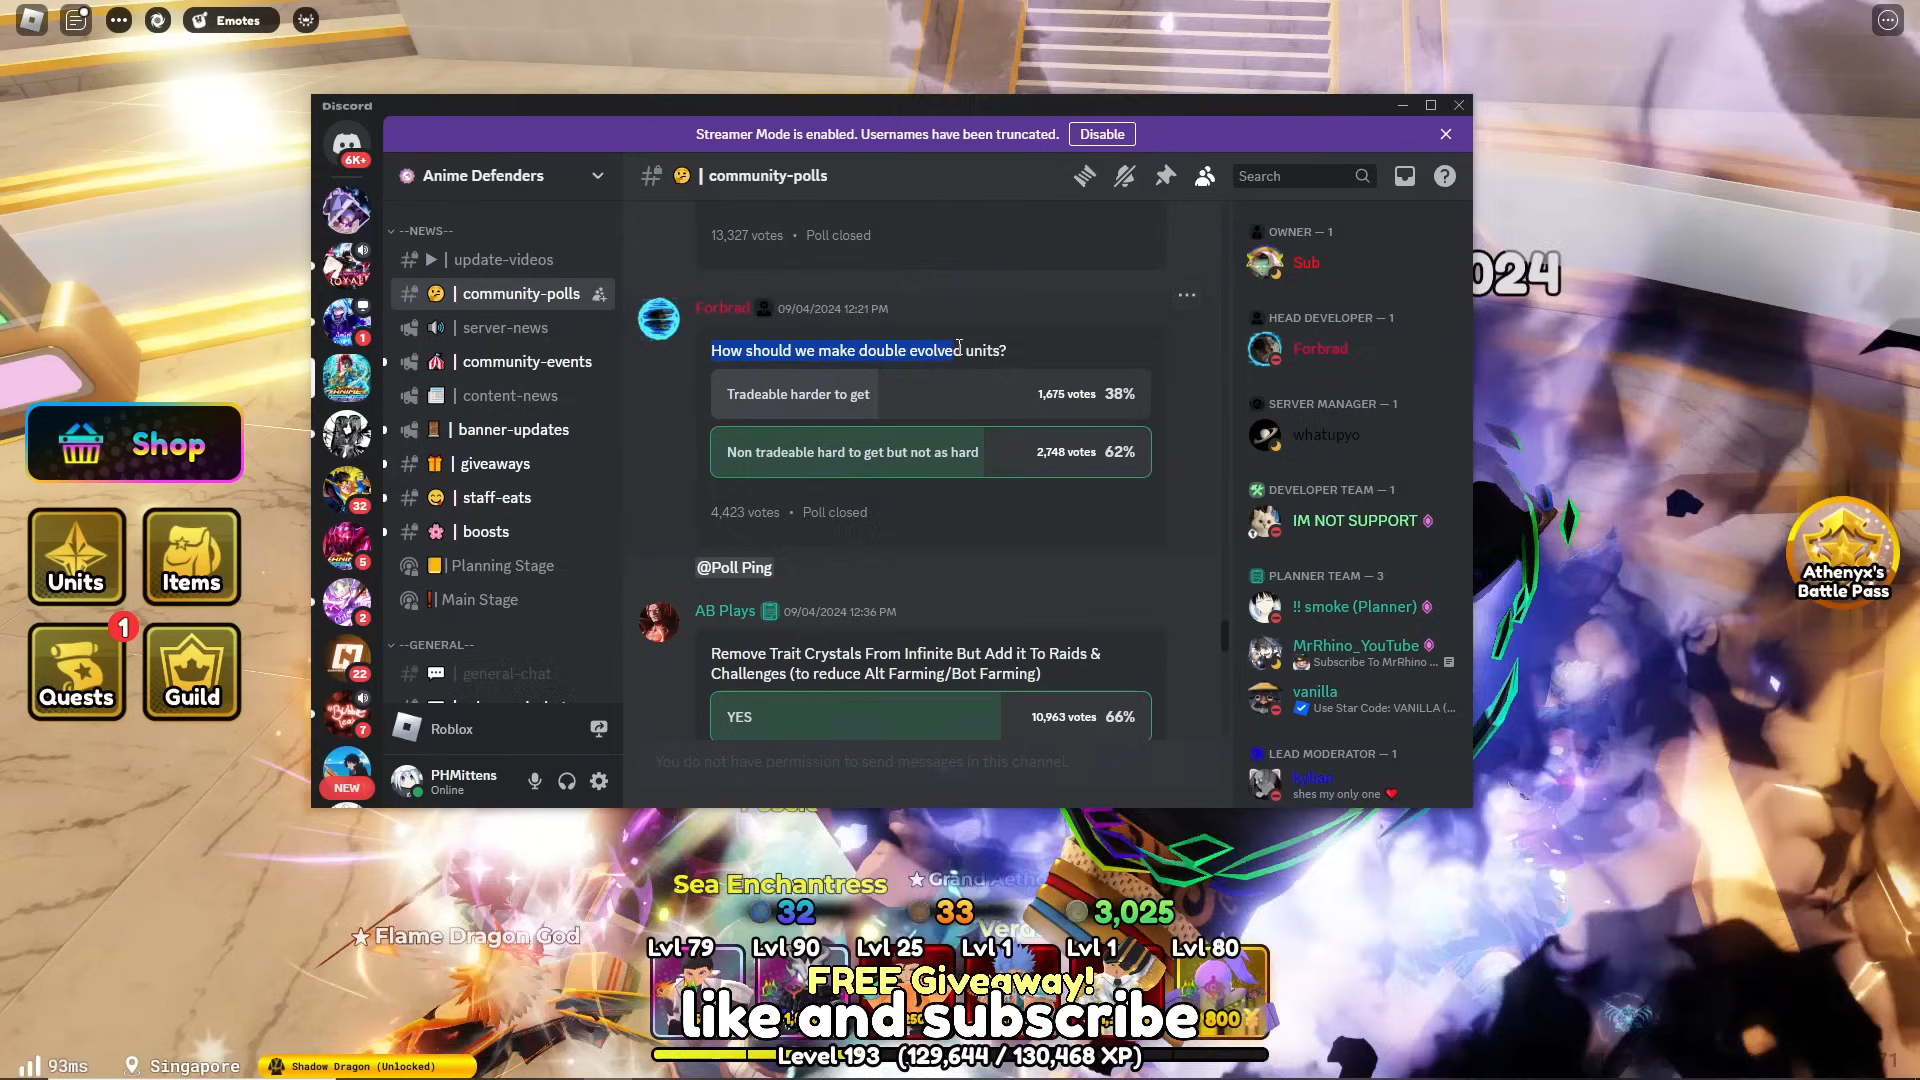 Emotes
Discord
Streamer Mode is enabled. Usernames have been truncated.
Disable
6K+
Anime Defenders
| community-polls
Search
--NEWS--
| update-videos
| community-polls
| server-news
| community-events
| content-news
| banner-updates
| giveaways
| staff-eats
| boosts
| Planning Stage
| Main Stage
--GENERAL--
general-chat
1
32
5
2
22
7
NEW
Roblox
PHMittens
Online
13,327 votes • Poll closed
Forbrad
09/04/2024 12:21 PM
How should we make double evolved units?
Tradeable harder to get
1,675 votes 38%
Non tradeable hard to get but not as hard
2,748 votes 62%
4,423 votes • Poll closed
@Poll Ping
AB Plays
09/04/2024 12:36 PM
Remove Trait Crystals From Infinite But Add it To Raids &
Challenges (to reduce Alt Farming/Bot Farming)
YES
10,963 votes 66%
You do not have permission to send messages in this channel.
OWNER — 1
Sub
HEAD DEVELOPER — 1
Forbrad
SERVER MANAGER — 1
whatupyo
DEVELOPER TEAM — 1
IM NOT SUPPORT
PLANNER TEAM — 3
!! smoke (Planner)
MrRhino_YouTube
Subscribe To MrRhino ...
vanilla
Use Star Code: VANILLA (...
LEAD MODERATOR — 1
kylian
shes my only one
024
Shop
Units
Items
1
Quests
Guild
Athenyx's
Battle Pass
Sea Enchantress
32
33
3,025
Flame Dragon God
Lvl 79
Lvl 90
Lvl 25
Lvl 1
Lvl 1
Lvl 80
FREE Giveaway!
like and subscribe
800
Level 193 (129,644 / 130,468 XP)
93ms
Singapore
Shadow Dragon (Unlocked)